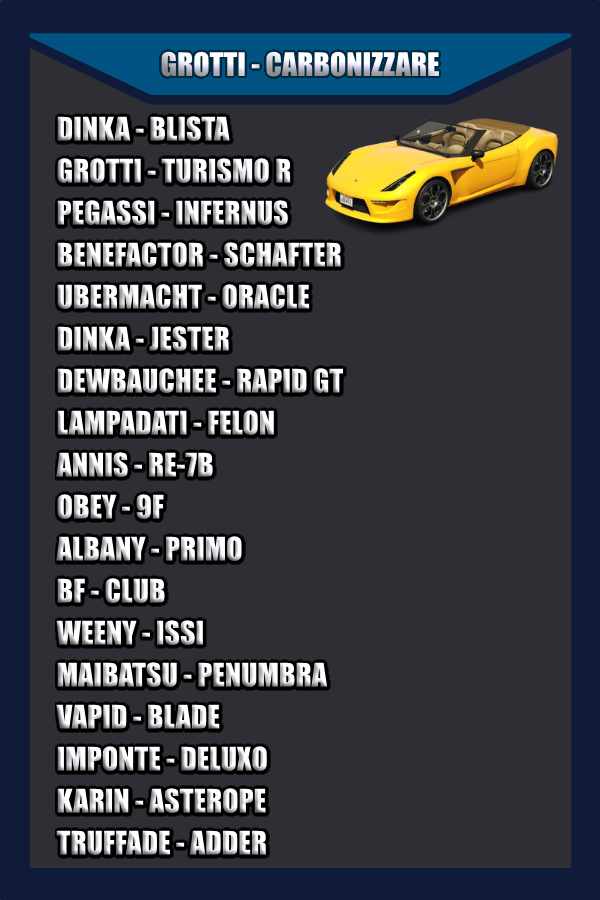 GROTTI - CARBONIZZARE
DINKA - BLISTA
GROTTI - TURISMO R
PEGASSI - INFERNUS
BENEFACTOR - SCHAFTER
UBERMACHT - ORACLE
DINKA - JESTER
DEWBAUCHEE - RAPID GT
LAMPADATI - FELON
ANNIS - RE-7B
OBEY - 9F
ALBANY - PRIMO
BF - CLUB
WEENY - ISSI
MAIBATSU - PENUMBRA
VAPID - BLADE
IMPONTE - DELUXO
KARIN - ASTEROPE
TRUFFADE - ADDER